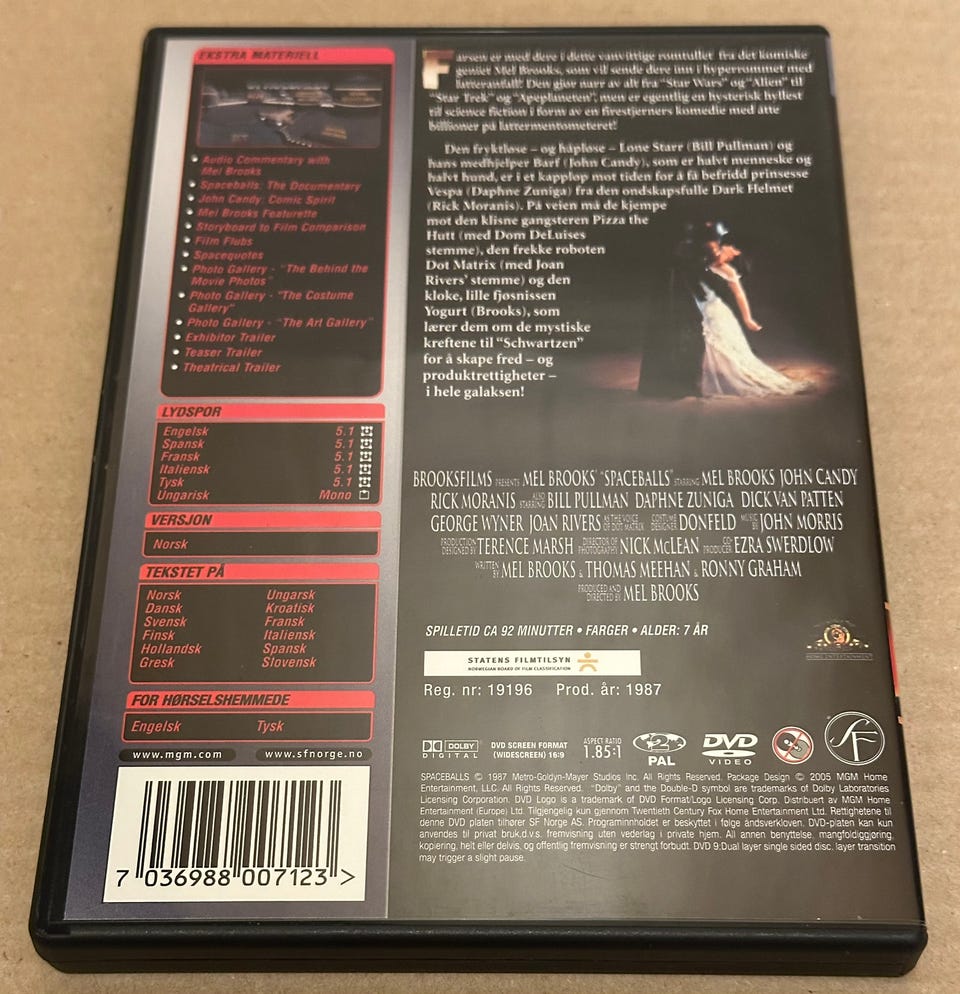 EKSTRA MATERIELL
Audio Commentary with
Mel Brooks
Spaceballs: The Documentary
John Candy: Comic Spirit
Mel Brooks Featurette
Storyboard to Film Comparison
Film Flubs
Spacequotes
Photo Gallery - "The Behind the
Movie Photos"
Photo Gallery - "The Costume
Gallery"
Photo Gallery - "The Art Gallery"
Exhibitor Trailer
Teaser Trailer
Theatrical Trailer
LYDSPOR
Engelsk 5.1
Spansk 5.1
Fransk 5.1
Italiensk 5.1
Tysk 5.1
Ungarisk Mono
VERSJON
Norsk
TEKSTET PÅ
Norsk Ungarsk
Dansk Kroatisk
Svensk Fransk
Finsk Italiensk
Hollandsk Spansk
Gresk Slovensk
FOR HØRSELSHEMMEDE
Engelsk Tysk
www.mgm.com www.sfnorge.no
7 036988 007123 >
Farsen er med dere i dette vanvittige romtullet fra det komiske
geniet Mel Brooks, som vil sende dere inn i hyperrommet med
latteranfall! Den gjør narr av alt fra "Star Wars" og "Alien" til
"Star Trek" og "Apeplaneten", men er egentlig en hysterisk hyllest
til science fiction i form av en firestjerners komedie med åtte
billioner på lattermentometeret!
Den fryktløse – og håpløse – Lone Starr (Bill Pullman) og
hans medhjelper Barf (John Candy), som er halvt menneske og
halvt hund, er i et kappløp mot tiden for å få befridd prinsesse
Vespa (Daphne Zuniga) fra den ondskapsfulle Dark Helmet
(Rick Moranis). På veien må de kjempe
mot den klisne gangsteren Pizza the
Hutt (med Dom DeLuises
stemme), den frekke roboten
Dot Matrix (med Joan
Rivers' stemme) og den
kloke, lille fjøsnissen
Yogurt (Brooks), som
lærer dem om de mystiske
kreftene til "Schwartzen"
for å skape fred – og
produktrettigheter –
i hele galaksen!
BROOKSFILMS PRESENTS MEL BROOKS' "SPACEBALLS" STARRING MEL BROOKS JOHN CANDY
RICK MORANIS ALSO STARRING BILL PULLMAN DAPHNE ZUNIGA DICK VAN PATTEN
GEORGE WYNER JOAN RIVERS AS THE VOICE OF DOT MATRIX COSTUME DESIGNER DONFELD MUSIC BY JOHN MORRIS
PRODUCTION DESIGNED BY TERENCE MARSH DIRECTOR OF PHOTOGRAPHY NICK McLEAN CO-PRODUCER EZRA SWERDLOW
WRITTEN BY MEL BROOKS & THOMAS MEEHAN & RONNY GRAHAM
PRODUCED AND DIRECTED BY MEL BROOKS
SPILLETID CA 92 MINUTTER • FARGER • ALDER: 7 ÅR
STATENS FILMTILSYN
NORWEGIAN BOARD OF FILM CLASSIFICATION
Reg. nr: 19196 Prod. år: 1987
HOME ENTERTAINMENT
DOLBY DIGITAL
DVD SCREEN FORMAT
(WIDESCREEN) 16:9
ASPECT RATIO
1.85:1
2
PAL
DVD
VIDEO
SF
SPACEBALLS © 1987 Metro-Goldyn-Mayer Studios Inc. All Rights Reserved. Package Design © 2005 MGM Home
Entertainment, LLC. All Rights Reserved. "Dolby" and the Double-D symbol are trademarks of Dolby Laboratories
Licensing Corporation. DVD Logo is a trademark of DVD Format/Logo Licensing Corp. Distribuert av MGM Home
Entertainment (Europe) Ltd. Tilgjengelig kun gjennom Twentieth Century Fox Home Entertainment Ltd. Rettighetene til
denne DVD platen tilhører SF Norge AS. Programinnholdet er beskyttet i følge åndsverkloven. DVD-platen kan kun
anvendes til privat bruk.d.v.s. fremvisning uten vederlag i private hjem. All annen benyttelse, mangfoldiggjøring,
kopiering, helt eller delvis, og offentlig fremvisning er strengt forbudt. DVD 9:Dual layer single sided disc, layer transition
may trigger a slight pause.